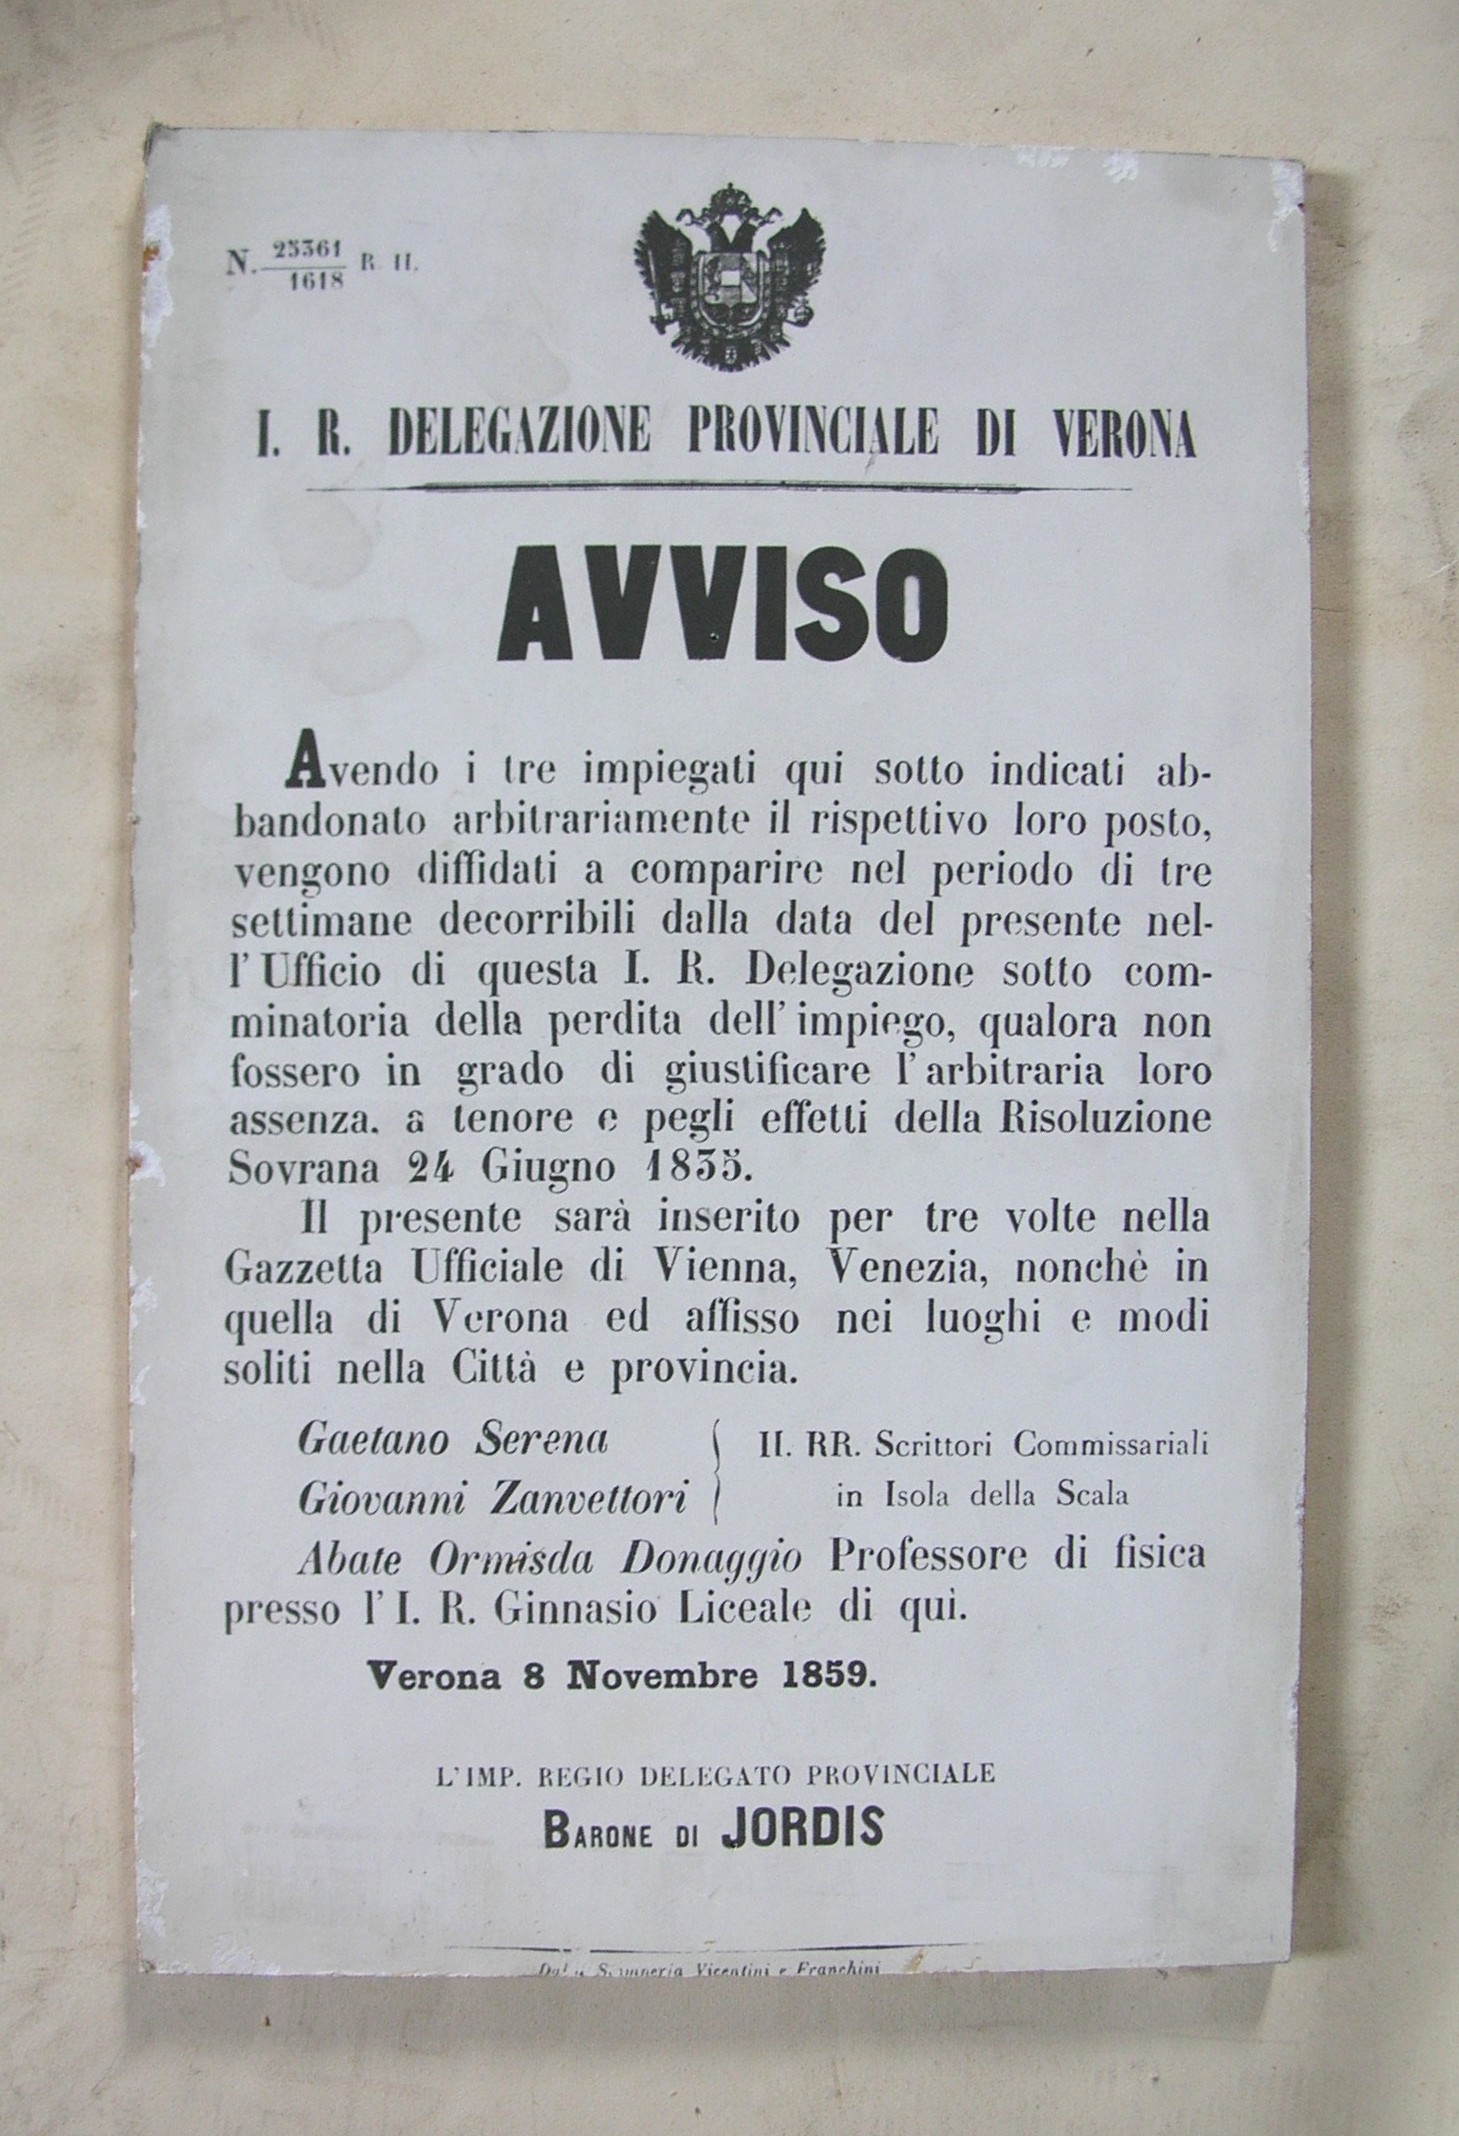 N. 25361/1618 R. II.
I. R. DELEGAZIONE PROVINCIALE DI VERONA
AVVISO
Avendo i tre impiegati qui sotto indicati ab-
bandonato arbitrariamente il rispettivo loro posto,
vengono diffidati a comparire nel periodo di tre
settimane decorribili dalla data del presente nel-
l' Ufficio di questa I. R. Delegazione sotto com-
minatoria della perdita dell' impiego, qualora non
fossero in grado di giustificare l' arbitraria loro
assenza. a tenore e pegli effetti della Risoluzione
Sovrana 24 Giugno 1835.
Il presente sarà inserito per tre volte nella
Gazzetta Ufficiale di Vienna, Venezia, nonchè in
quella di Verona ed affisso nei luoghi e modi
soliti nella Città e provincia.
Gaetano Serena
Giovanni Zanvettori
II. RR. Scrittori Commissariali
in Isola della Scala
Abate Ormisda Donaggio Professore di fisica
presso l' I. R. Ginnasio Liceale di quì.
Verona 8 Novembre 1859.
L' IMP. REGIO DELEGATO PROVINCIALE
BARONE DI JORDIS
Vicentini e Franchini